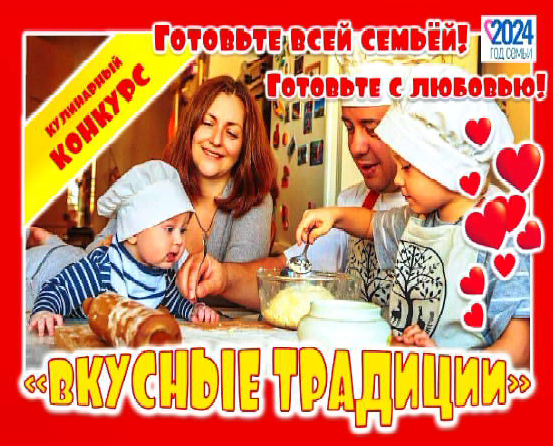 Готовьте всей семьёй!
2024
ГОД СЕМЬИ
Готовьте с любовью!
КУЛИНАРНЫЙ
КОНКУРС
«ВКУСНЫЕ ТРАДИЦИИ»